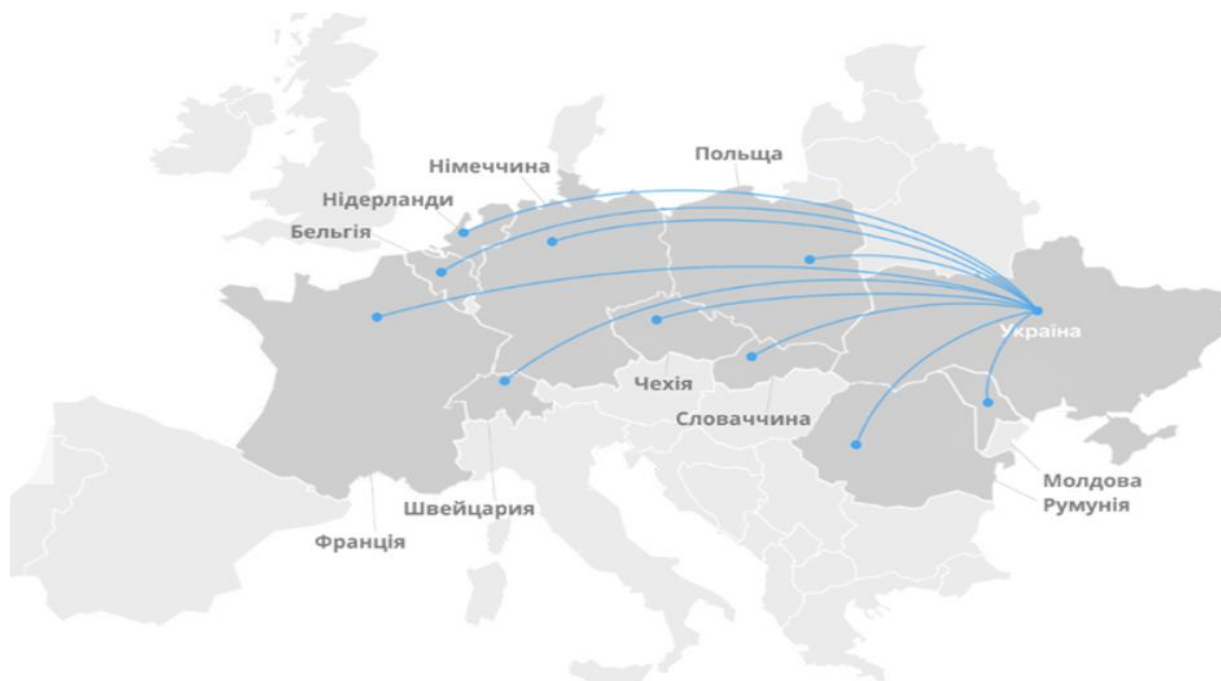 Польща
Німеччина
Нідерланди
Бельгія
Україна
Чехія
Словаччина
Молдова
Румунія
Швейцария
Франція